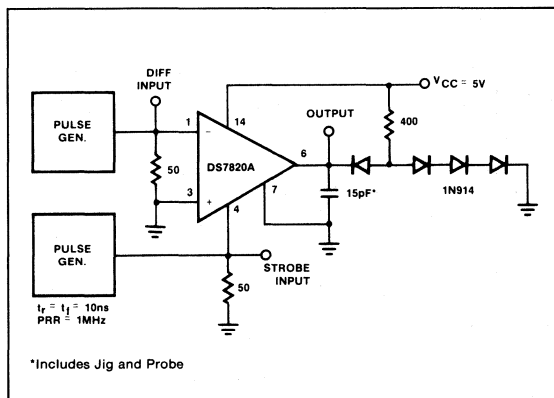 DIFF
INPUT
VCC = 5V
PULSE
GEN.
1
14
OUTPUT
400
50
DS7820A
6
3
4
7
15pF*
1N914
PULSE
GEN.
STROBE
INPUT
50
tr = tf = 10ns
PRR = 1MHz
*Includes Jig and Probe